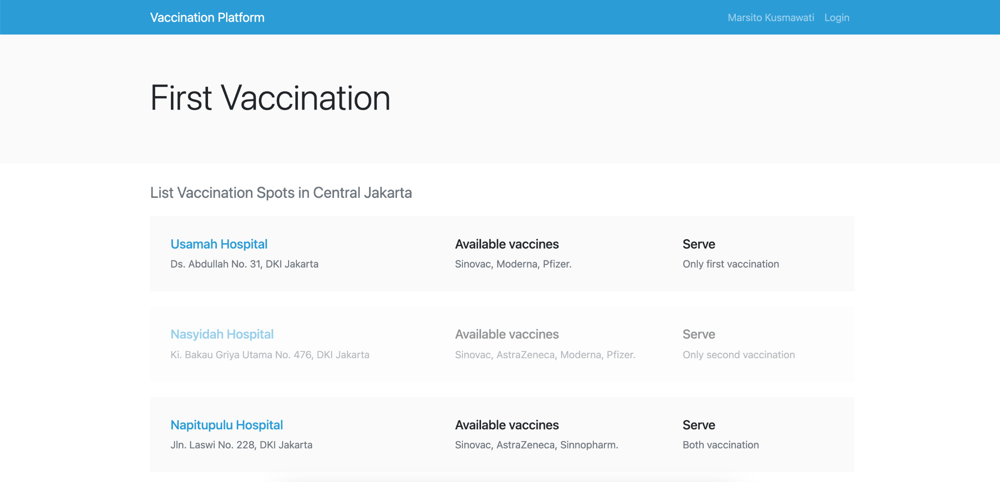 Vaccination Platform
Marsito Kusmawati Login
First Vaccination
List Vaccination Spots in Central Jakarta
Usamah Hospital
Ds. Abdullah No. 31, DKI Jakarta
Available vaccines
Sinovac, Moderna, Pfizer.
Serve
Only first vaccination
Nasyidah Hospital
Ki. Bakau Griya Utama No. 476, DKI Jakarta
Available vaccines
Sinovac, AstraZeneca, Moderna, Pfizer.
Serve
Only second vaccination
Napitupulu Hospital
Jln. Laswi No. 228, DKI Jakarta
Available vaccines
Sinovac, AstraZeneca, Sinnopharm.
Serve
Both vaccination